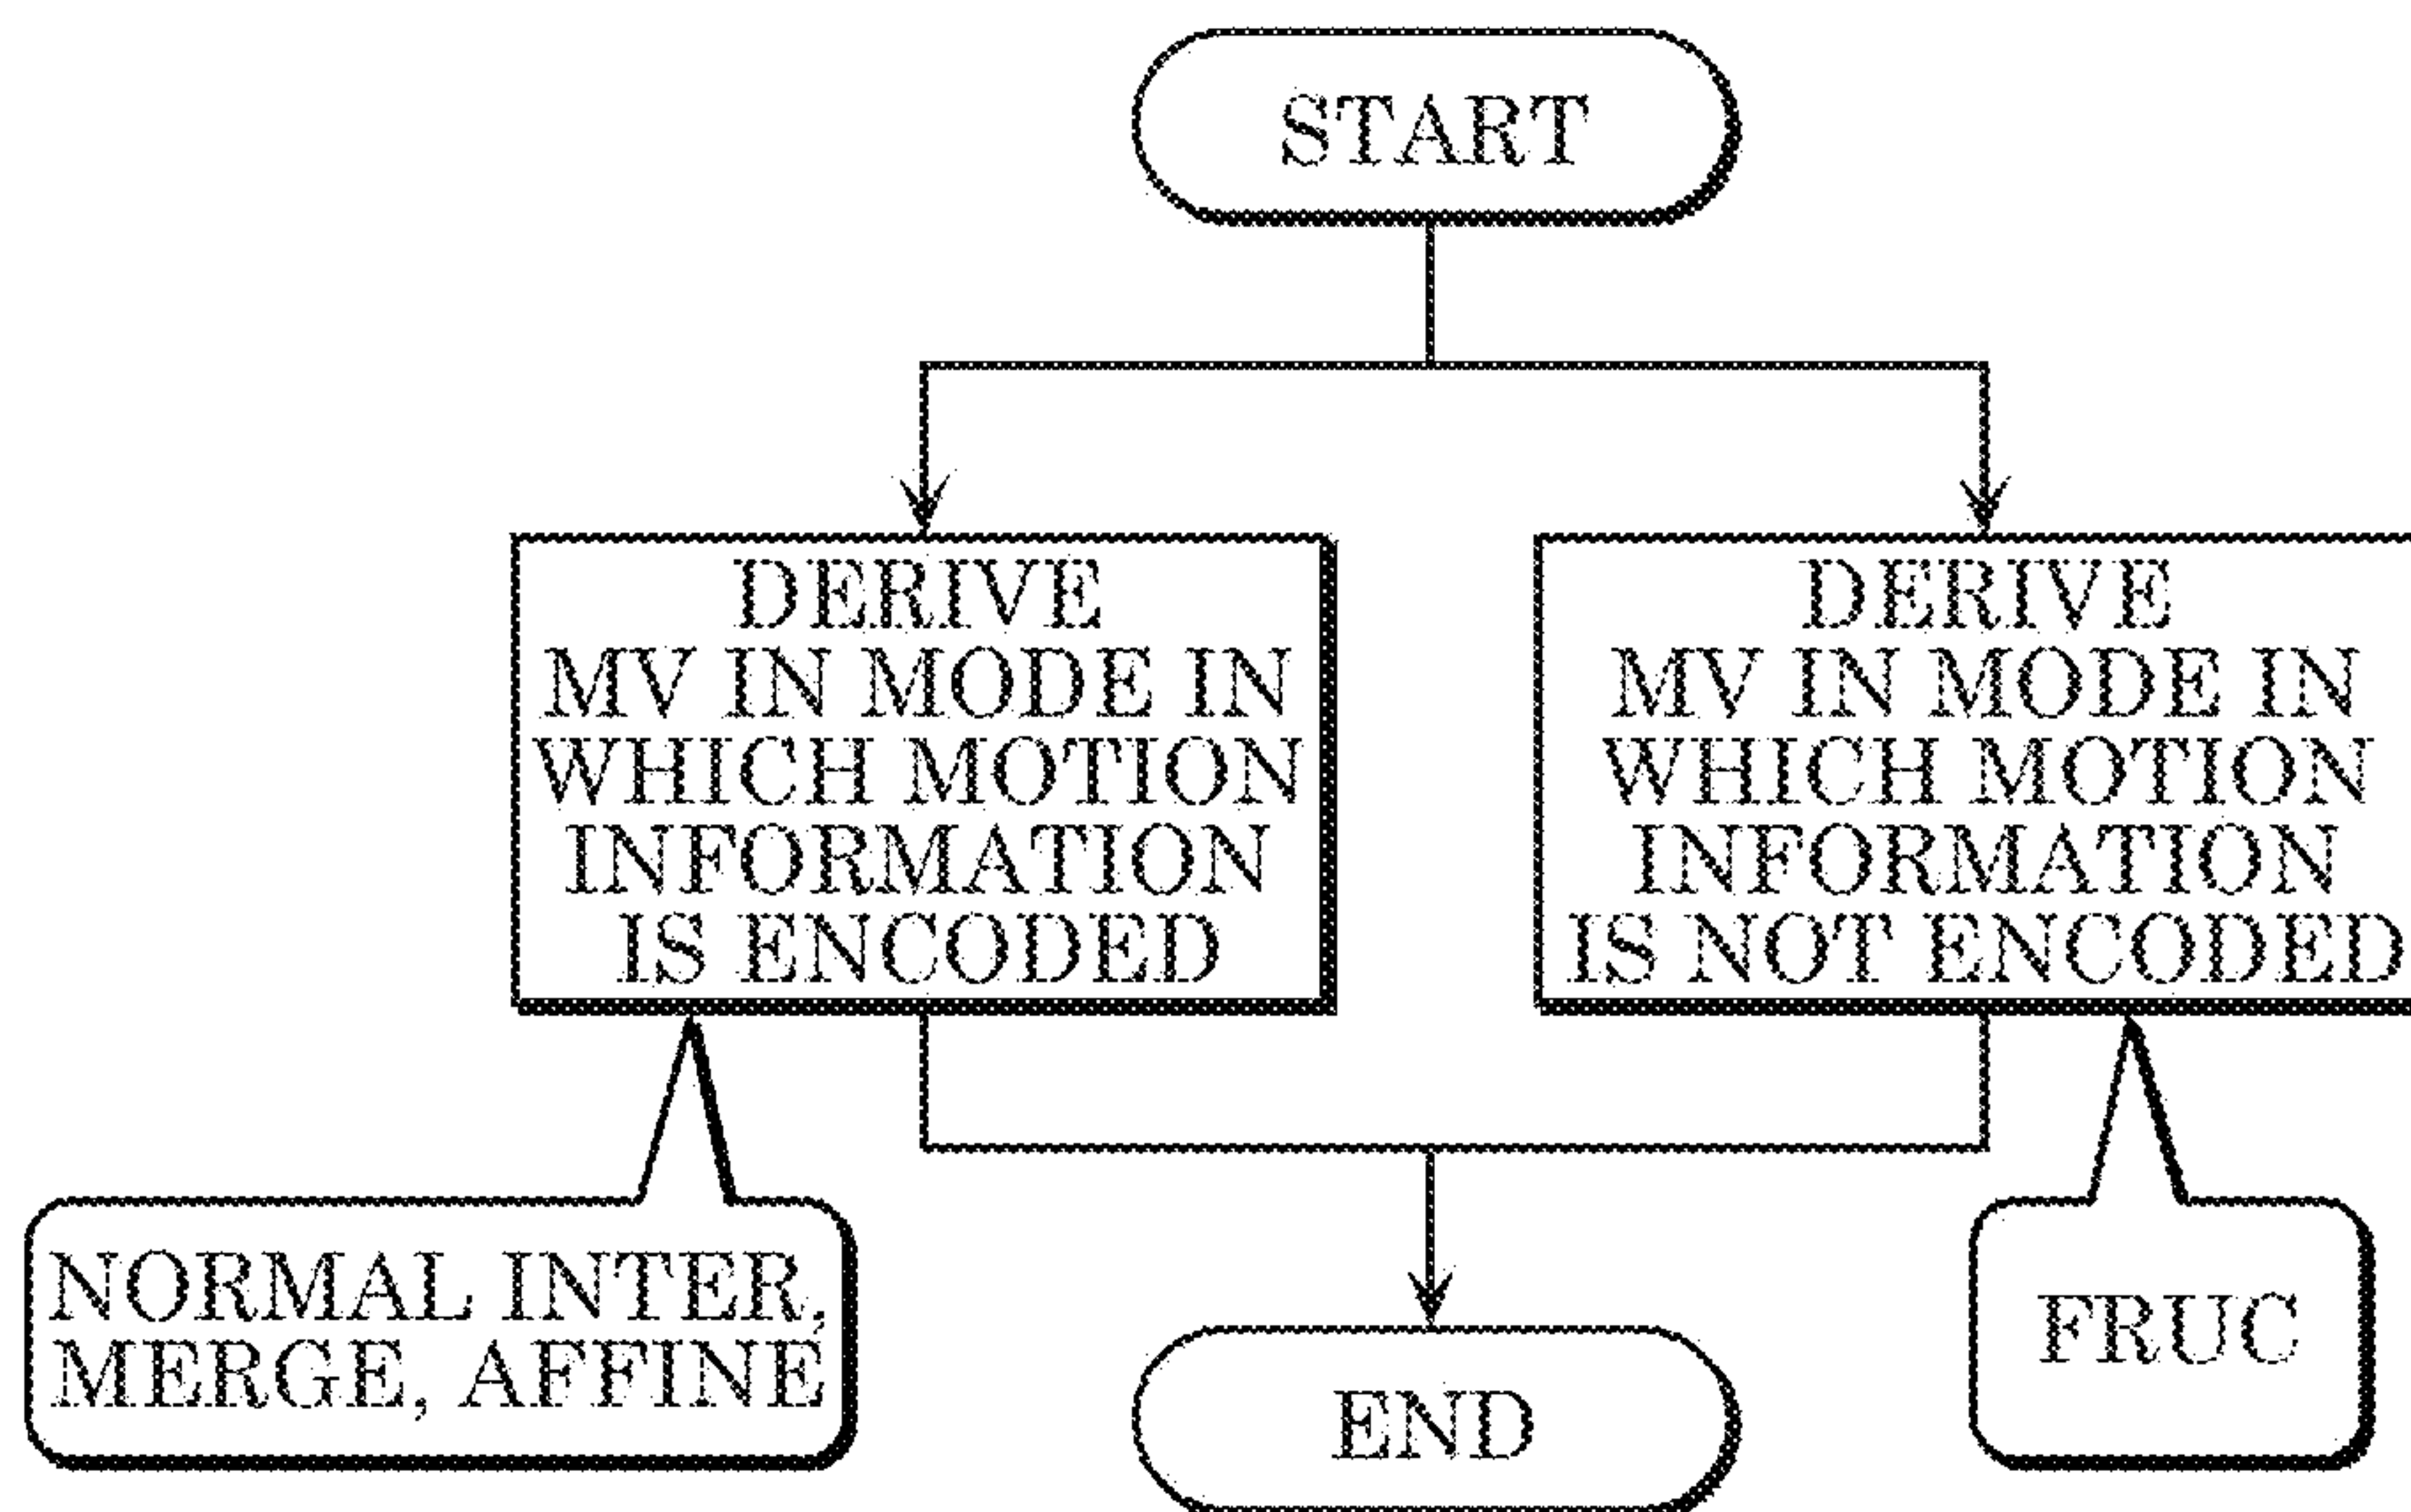 START
DERIVE
MV IN MODE IN
WHICH MOTION
INFORMATION
IS ENCODED
DERIVE
MV IN MODE IN
WHICH MOTION
INFORMATION
IS NOT ENCODED
NORMAL INTER,
MERGE, AFFINE
FRUC
END